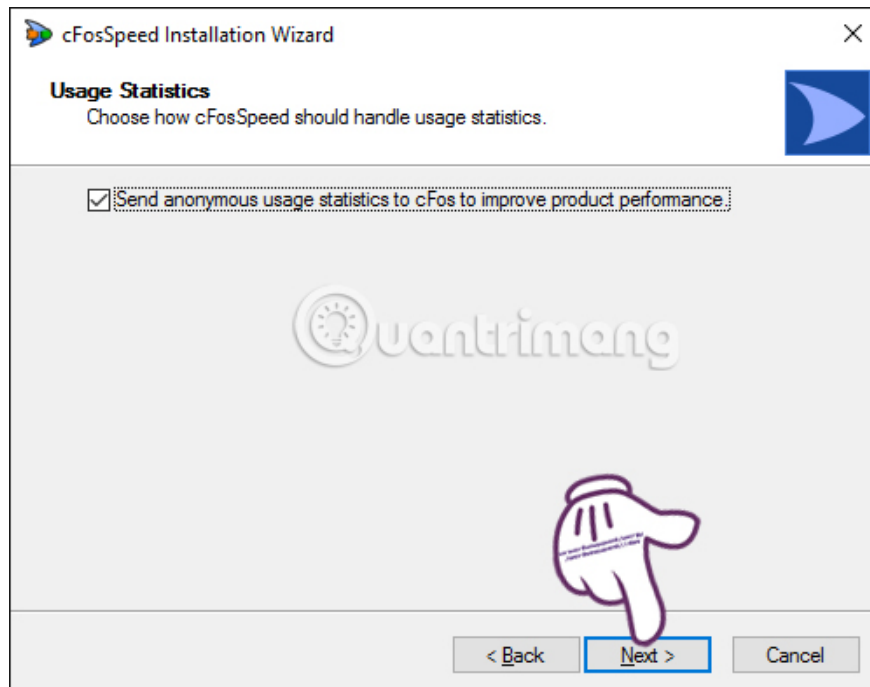 cFosSpeed Installation Wizard
Usage Statistics
Choose how cFosSpeed should handle usage statistics.
Send anonymous usage statistics to cFos to improve product performance.
Quantrimang
< Back
Next >
Cancel